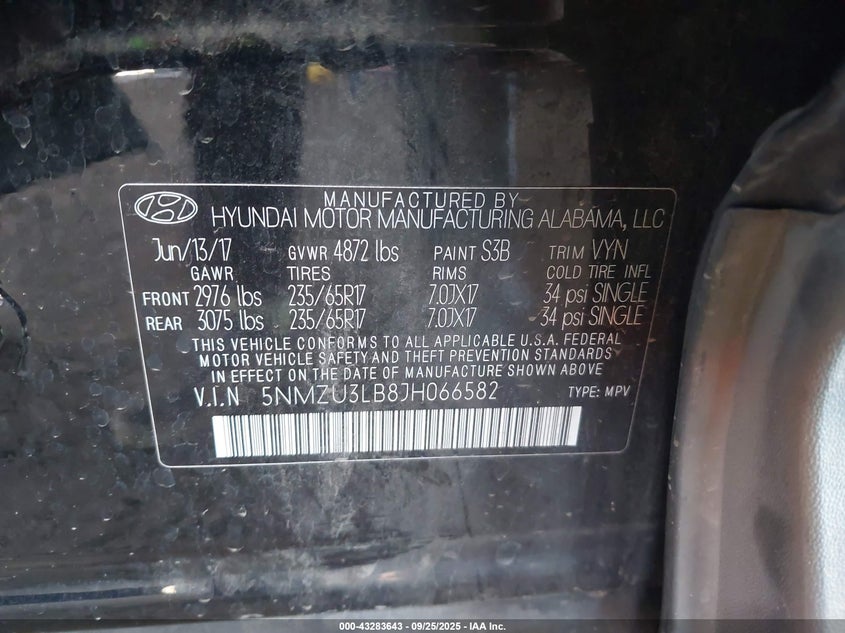 MANUFACTURED BY
HYUNDAI MOTOR MANUFACTURING ALABAMA, LLC
Jun/13/17 GVWR 4872 lbs PAINT S3B TRIM VYN
GAWR TIRES RIMS COLD TIRE INFL
FRONT 2976 lbs 235/65R17 7.0JX17 34 psi SINGLE
REAR 3075 lbs 235/65R17 7.0JX17 34 psi SINGLE
THIS VEHICLE CONFORMS TO ALL APPLICABLE U.S.A. FEDERAL
MOTOR VEHICLE SAFETY AND THEFT PREVENTION STANDARDS
IN EFFECT ON THE DATE OF MANUFACTURE SHOWN ABOVE
V.I.N 5NMZU3LB8JH066582 TYPE: MPV
000-43283643 - 09/25/2025 - IAA Inc.